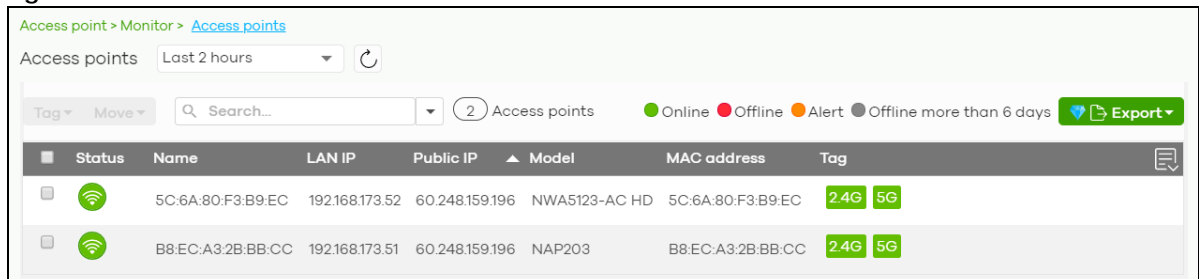 Access point > Monitor > Access points
Access points Last 2 hours
Tag Move Search... 2 Access points Online Offline Alert Offline more than 6 days Export
Status Name LAN IP Public IP Model MAC address Tag
5C:6A:80:F3:B9:EC 192.168.173.52 60.248.159.196 NWA5123-AC HD 5C:6A:80:F3:B9:EC 2.4G 5G
B8:EC:A3:2B:BB:CC 192.168.173.51 60.248.159.196 NAP203 B8:EC:A3:2B:BB:CC 2.4G 5G